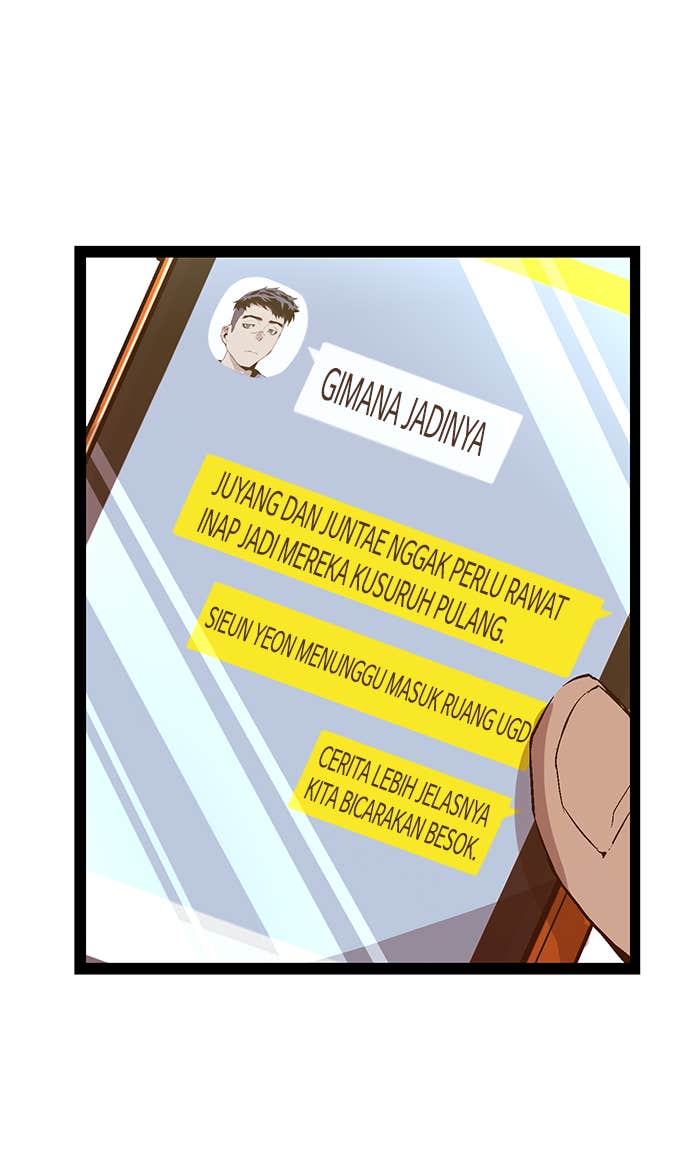 GIMANA JADINYA
JUYANG DAN JUNTAE NGGAK PERLU RAWAT
INAP JADI MEREKA KUSURUH PULANG.
SIEUN YEON MENUNGGU MASUK RUANG UGD
CERITA LEBIH JELASNYA
KITA BICARAKAN BESOK.